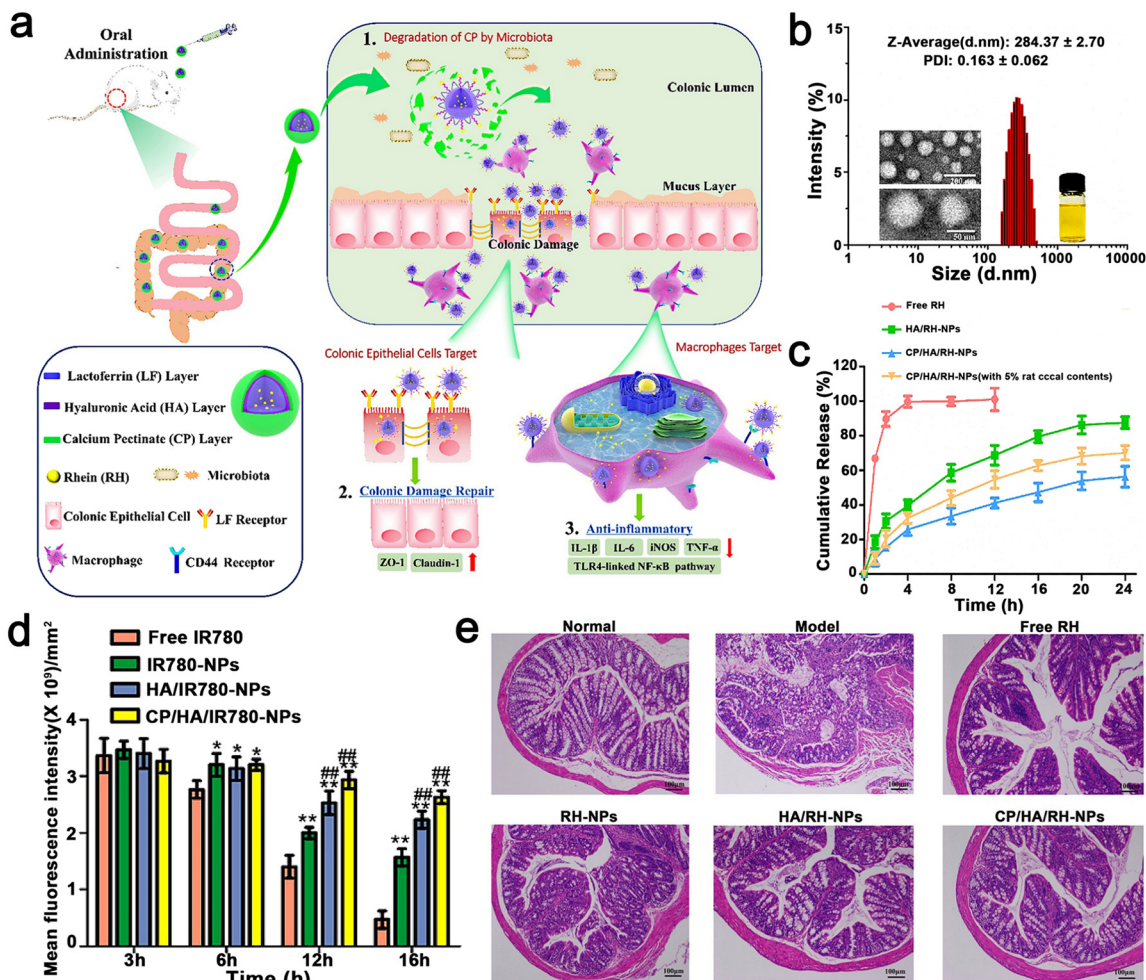 a
Oral
Administration
1. Degradation of CP by Microbiota
Colonic Lumen
Mucus Layer
Colonic Damage
Colonic Epithelial Cells Target
Macrophages Target
Lactoferrin (LF) Layer
Hyaluronic Acid (HA) Layer
Calcium Pectinate (CP) Layer
Rhein (RH)
Microbiota
Colonic Epithelial Cell
LF Receptor
Macrophage
CD44 Receptor
2. Colonic Damage Repair
ZO-1
Claudin-1
3. Anti-inflammatory
IL-1β
IL-6
iNOS
TNF-α
TLR4-linked NF-κB pathway
b
Z-Average(d.nm): 284.37 ± 2.70
PDI: 0.163 ± 0.062
Intensity (%)
15
10
5
0
200 nm
50 nm
1
10
100
1000
10000
Size (d.nm)
Free RH
HA/RH-NPs
CP/HA/RH-NPs
CP/HA/RH-NPs(with 5% rat cccal contents)
c
Cumulative Release (%)
120
100
80
60
40
20
0
0
4
8
12
16
20
24
Time (h)
d
Free IR780
IR780-NPs
HA/IR780-NPs
CP/HA/IR780-NPs
Mean fluorescence intensity(X 10⁹)/mm²
4
3
2
1
0
* * *
** ##** ##**
** ##** ##**
3h
6h
12h
16h
Time (h)
e
Normal
Model
Free RH
100μm
100μm
100μm
RH-NPs
HA/RH-NPs
CP/HA/RH-NPs
100μm
100μm
100μm